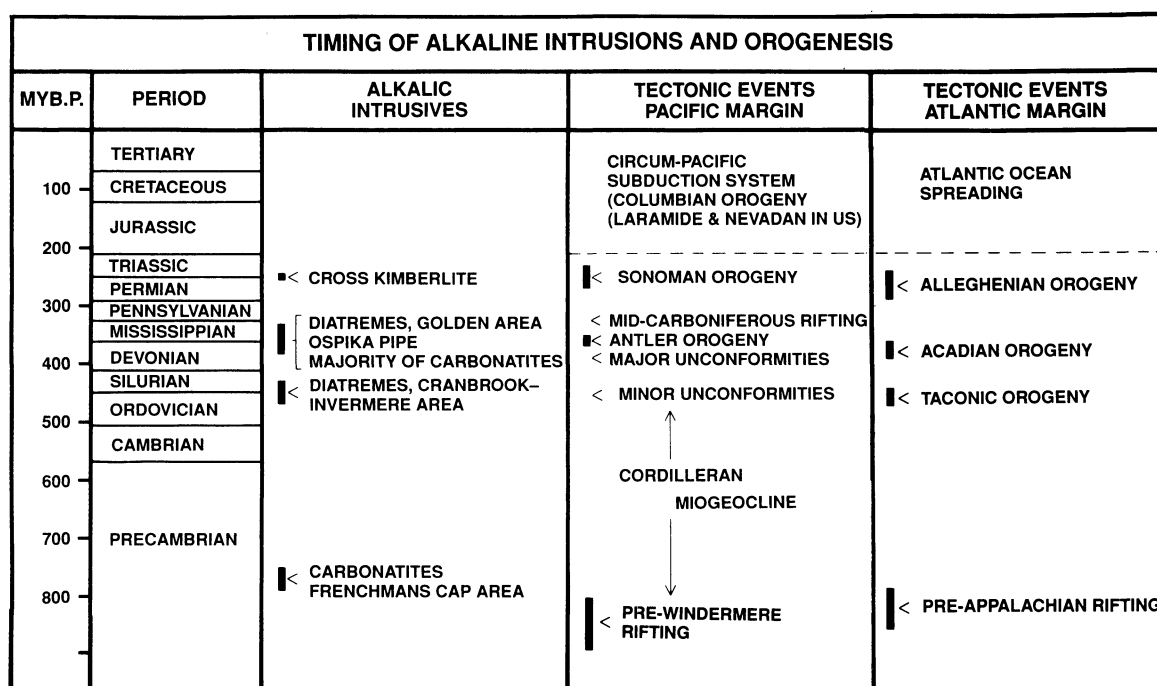 TIMING OF ALKALINE INTRUSIONS AND OROGENESIS
MYB.P.
PERIOD
ALKALIC
INTRUSIVES
TECTONIC EVENTS
PACIFIC MARGIN
TECTONIC EVENTS
ATLANTIC MARGIN
100
200
300
400
500
600
700
800
TERTIARY
CRETACEOUS
JURASSIC
TRIASSIC
PERMIAN
PENNSYLVANIAN
MISSISSIPPIAN
DEVONIAN
SILURIAN
ORDOVICIAN
CAMBRIAN
PRECAMBRIAN
< CROSS KIMBERLITE
DIATREMES, GOLDEN AREA
OSPIKA PIPE
MAJORITY OF CARBONATITES
< DIATREMES, CRANBROOK–
INVERMERE AREA
< CARBONATITES
FRENCHMANS CAP AREA
CIRCUM-PACIFIC
SUBDUCTION SYSTEM
(COLUMBIAN OROGENY
(LARAMIDE & NEVADAN IN US)
< SONOMAN OROGENY
< MID-CARBONIFEROUS RIFTING
< ANTLER OROGENY
< MAJOR UNCONFORMITIES
< MINOR UNCONFORMITIES
CORDILLERAN
MIOGEOCLINE
< PRE-WINDERMERE
RIFTING
ATLANTIC OCEAN
SPREADING
< ALLEGHENIAN OROGENY
< ACADIAN OROGENY
< TACONIC OROGENY
< PRE-APPALACHIAN RIFTING